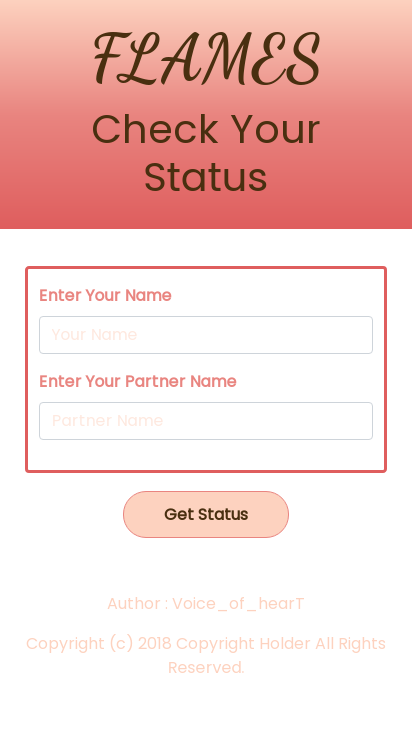 FLAMES
Check Your
Status
Enter Your Name
Your Name
Enter Your Partner Name
Partner Name
Get Status
Author : Voice_of_hearT
Copyright (c) 2018 Copyright Holder All Rights
Reserved.